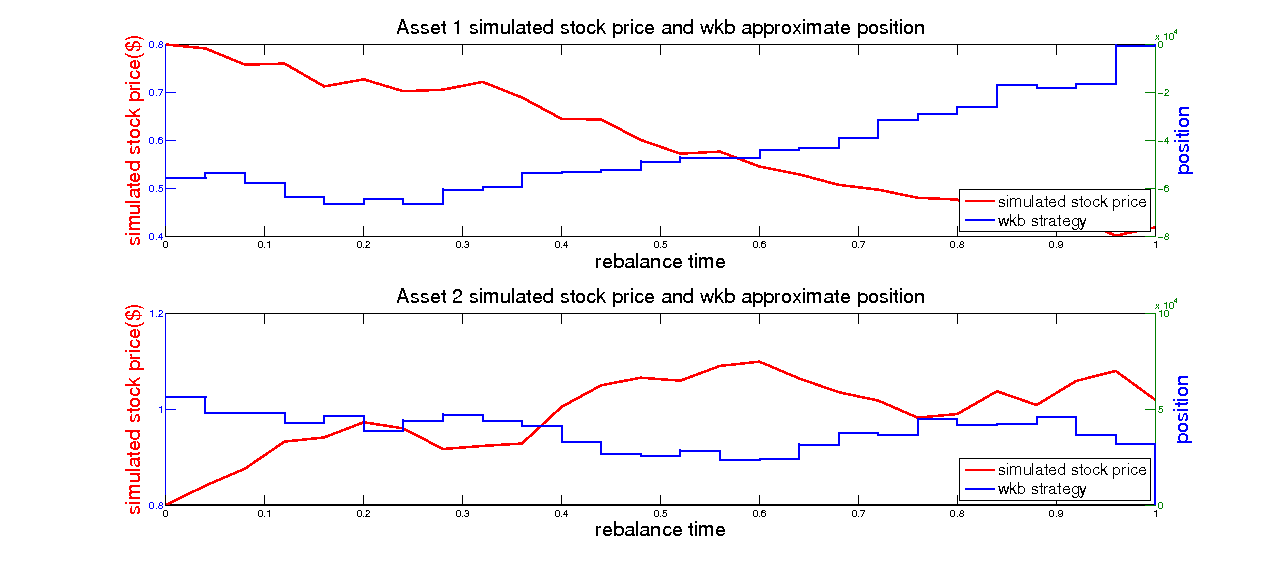 Asset 1 simulated stock price and wkb approximate position
x 10^4
simulated stock price($)
0.8
0.7
0.6
0.5
0.4
0
-2
-4
-6
-8
position
simulated stock price
wkb strategy
0 0.1 0.2 0.3 0.4 0.5 0.6 0.7 0.8 0.9 1
rebalance time
Asset 2 simulated stock price and wkb approximate position
x 10^4
simulated stock price($)
1.2
1
0.8
10
5
0
position
simulated stock price
wkb strategy
0 0.1 0.2 0.3 0.4 0.5 0.6 0.7 0.8 0.9 1
rebalance time